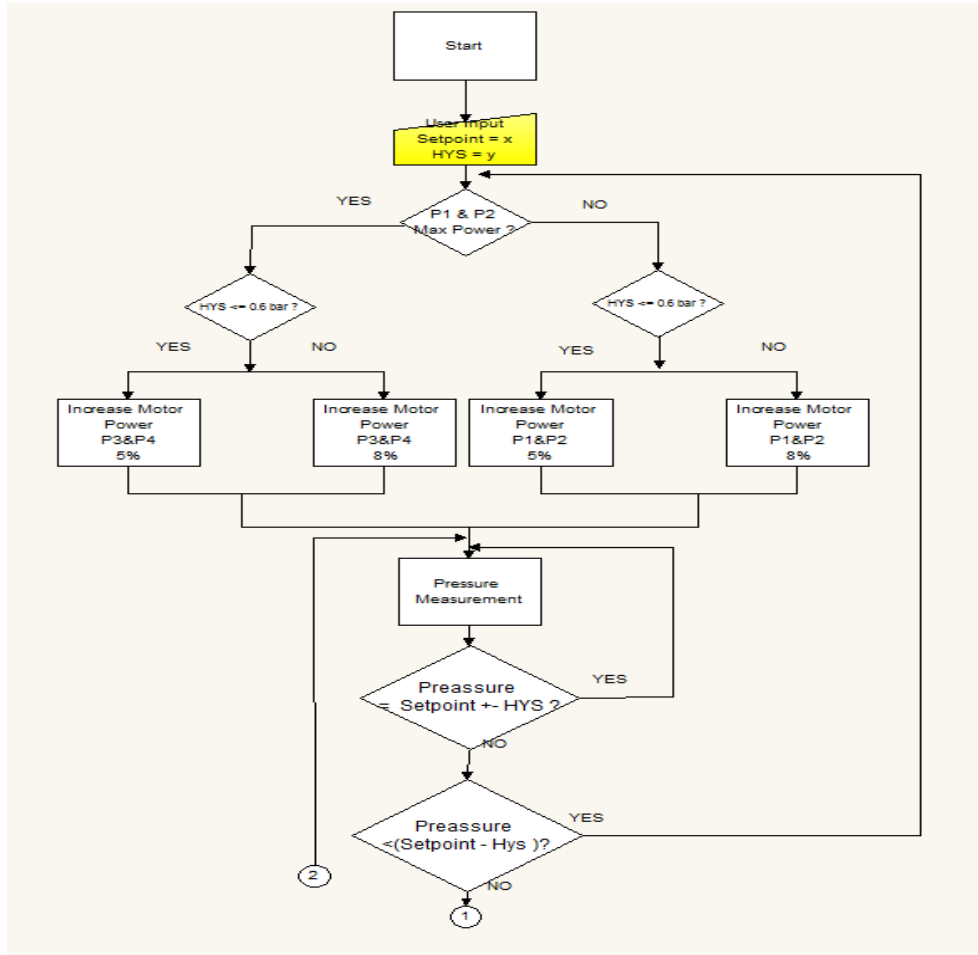 Start
User Input
Setpoint = x
HYS = y
YES
P1 & P2
Max Power ?
NO
HYS <= 0.6 bar ?
HYS <= 0.6 bar ?
YES
NO
YES
NO
Increase Motor
Power
P3&P4
5%
Increase Motor
Power
P3&P4
8%
Increase Motor
Power
P1&P2
5%
Increase Motor
Power
P1&P2
8%
Pressure
Measurement
Preassure
= Setpoint +- HYS ?
YES
NO
Preassure
<(Setpoint - Hys )?
YES
2
NO
1